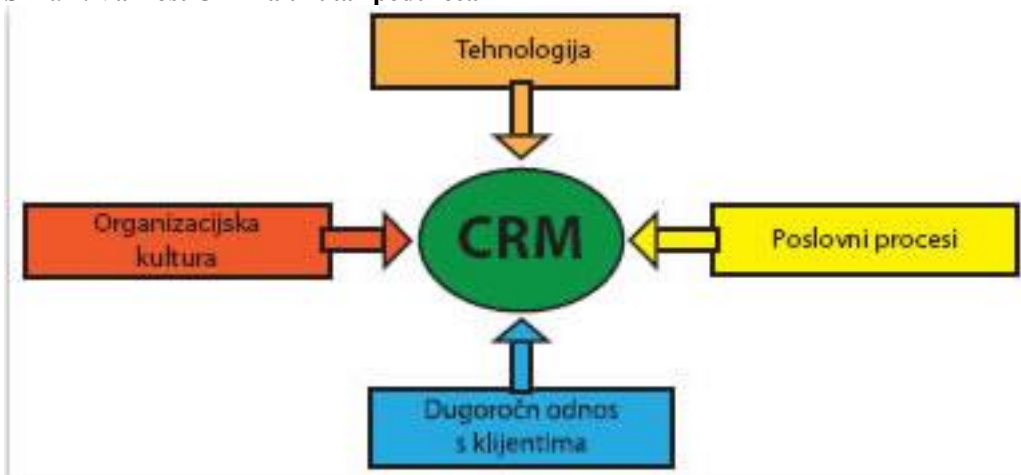 Tehnologija
Organizacijska
kultura
CRM
Poslovni procesi
Dugoročn odnos
s klijentima